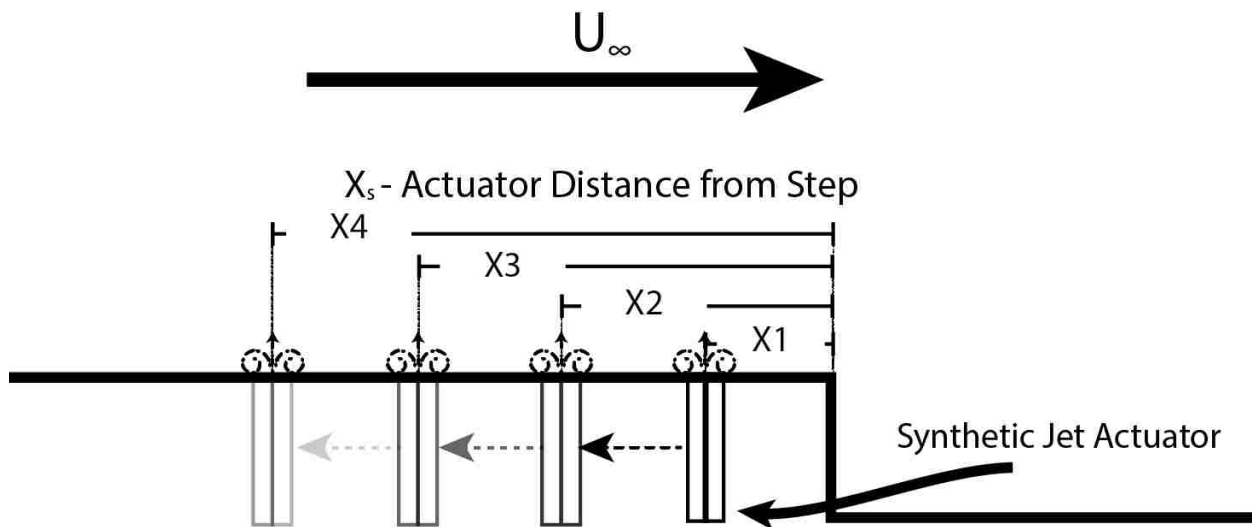 U∞
Xs - Actuator Distance from Step
X4
X3
X2
X1
Synthetic Jet Actuator